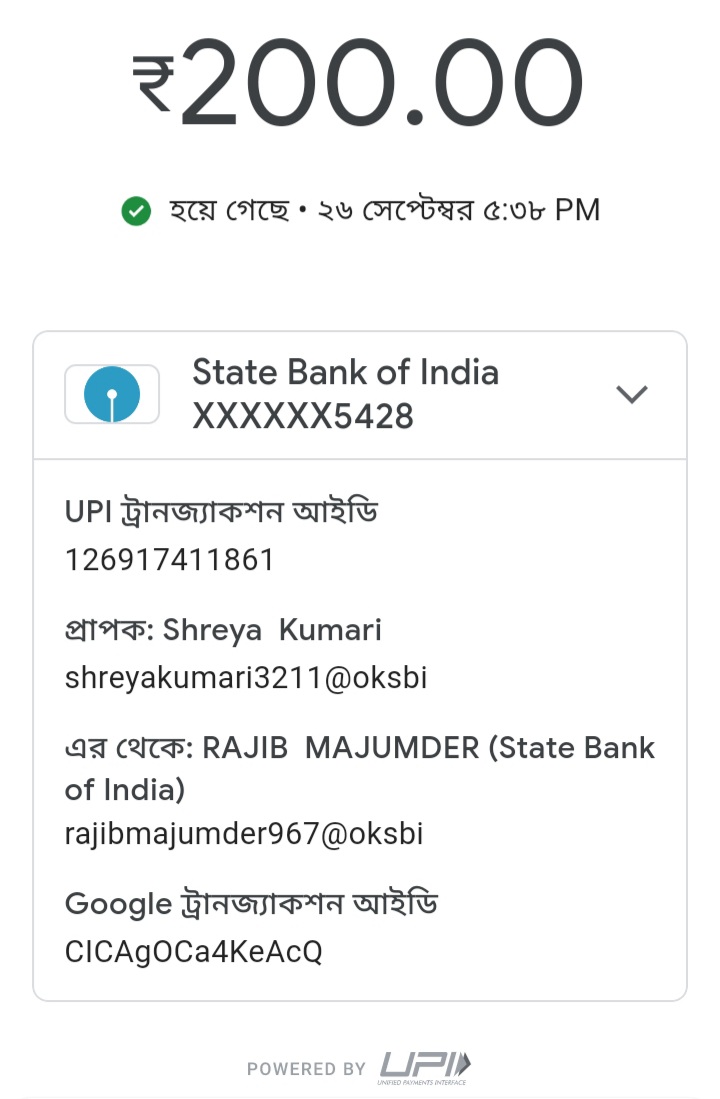 ₹200.00
হয়ে গেছে • ২৬ সেপ্টেম্বর ৫:৩৮ PM
State Bank of India
XXXXXX5428
UPI ট্রানজ্যাকশন আইডি
126917411861
প্রাপক: Shreya Kumari
shreyakumari3211@oksbi
এর থেকে: RAJIB MAJUMDER (State Bank
of India)
rajibmajumder967@oksbi
Google ট্রানজ্যাকশন আইডি
CICAgOCa4KeAcQ
POWERED BY UPI
UNIFIED PAYMENTS INTERFACE